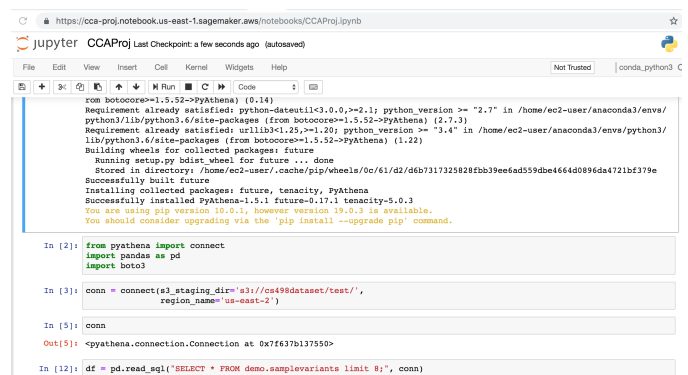 https://cca-proj.notebook.us-east-1.sagemaker.aws/notebooks/CCAProj.ipynb
jupyter CCAProj Last Checkpoint: a few seconds ago (autosaved)
File Edit View Insert Cell Kernel Widgets Help Not Trusted conda_python3
Run Code
rom botocore>=1.5.52->PyAthena) (0.14)
Requirement already satisfied: python-dateutil<3.0.0,>=2.1; python_version >= "2.7" in /home/ec2-user/anaconda3/envs/
python3/lib/python3.6/site-packages (from botocore>=1.5.52->PyAthena) (2.7.3)
Requirement already satisfied: urllib3<1.25,>=1.20; python_version >= "3.4" in /home/ec2-user/anaconda3/envs/python3/
lib/python3.6/site-packages (from botocore>=1.5.52->PyAthena) (1.22)
Building wheels for collected packages: future
Running setup.py bdist_wheel for future ... done
Stored in directory: /home/ec2-user/.cache/pip/wheels/0c/61/d2/d6b7317325828fbb39ee6ad559dbe4664d0896da4721bf379e
Successfully built future
Installing collected packages: future, tenacity, PyAthena
Successfully installed PyAthena-1.5.1 future-0.17.1 tenacity-5.0.3
You are using pip version 10.0.1, however version 19.0.3 is available.
You should consider upgrading via the 'pip install --upgrade pip' command.
In [2]: from pyathena import connect
import pandas as pd
import boto3
In [3]: conn = connect(s3_staging_dir='s3://cs498dataset/test/',
region_name='us-east-2')
In [5]: conn
Out[5]: <pyathena.connection.Connection at 0x7f637b137550>
In [12]: df = pd.read_sql("SELECT * FROM demo.samplevariants limit 8;", conn)